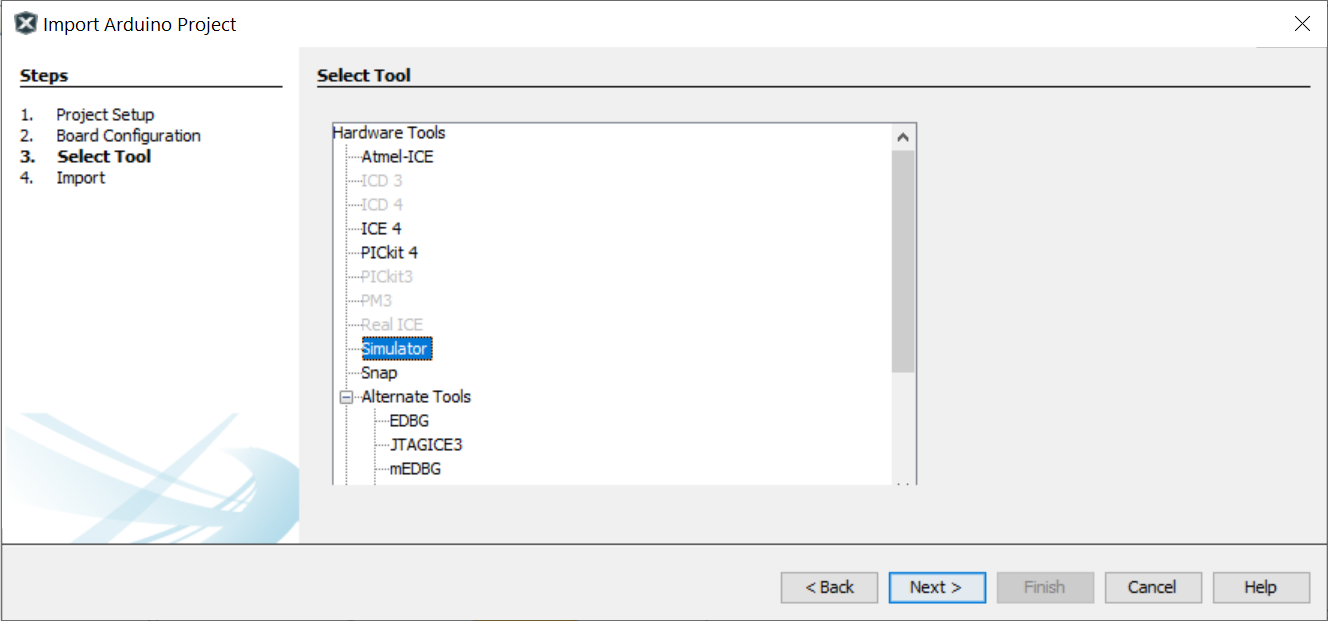 Import Arduino Project
Steps
1. Project Setup
2. Board Configuration
3. Select Tool
4. Import
Select Tool
Hardware Tools
Atmel-ICE
ICD 3
ICD 4
ICE 4
PICkit 4
PICkit3
PM3
Real ICE
Simulator
Snap
Alternate Tools
EDBG
JTAGICE3
mEDBG
< Back
Next >
Finish
Cancel
Help